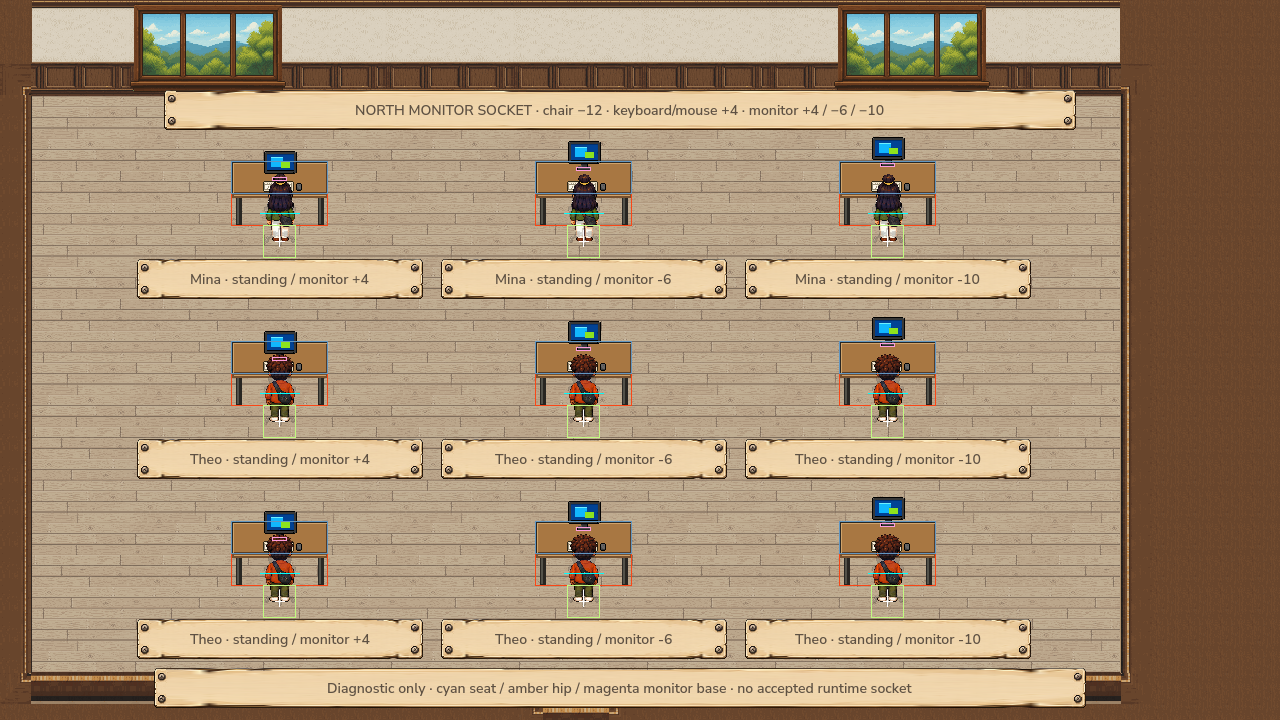 NORTH MONITOR SOCKET · chair −12 · keyboard/mouse +4 · monitor +4 / −6 / −10
Mina · standing / monitor +4
Mina · standing / monitor -6
Mina · standing / monitor -10
Theo · standing / monitor +4
Theo · standing / monitor -6
Theo · standing / monitor -10
Theo · standing / monitor +4
Theo · standing / monitor -6
Theo · standing / monitor -10
Diagnostic only · cyan seat / amber hip / magenta monitor base · no accepted runtime socket